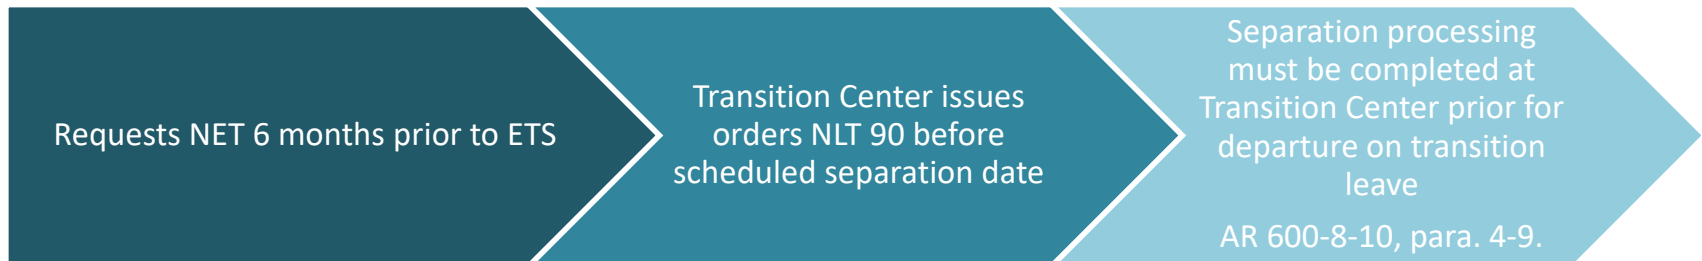 Requests NET 6 months prior to ETS
Transition Center issues
orders NLT 90 before
scheduled separation date
Separation processing
must be completed at
Transition Center prior for
departure on transition
leave
AR 600-8-10, para. 4-9.